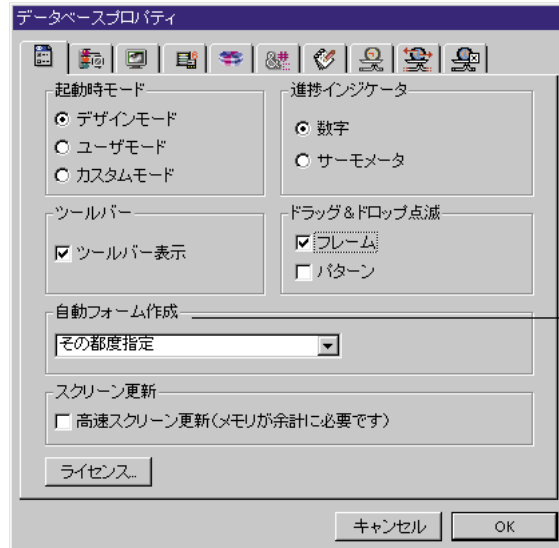 データベースプロパティ
起動時モード
デザインモード
ユーザモード
カスタムモード
進捗インジケータ
数字
サーモメータ
ツールバー
ツールバー表示
ドラッグ&ドロップ点滅
フレーム
パターン
自動フォーム作成
その都度指定
スクリーン更新
高速スクリーン更新(メモリが余計に必要です)
ライセンス...
キャンセル
OK